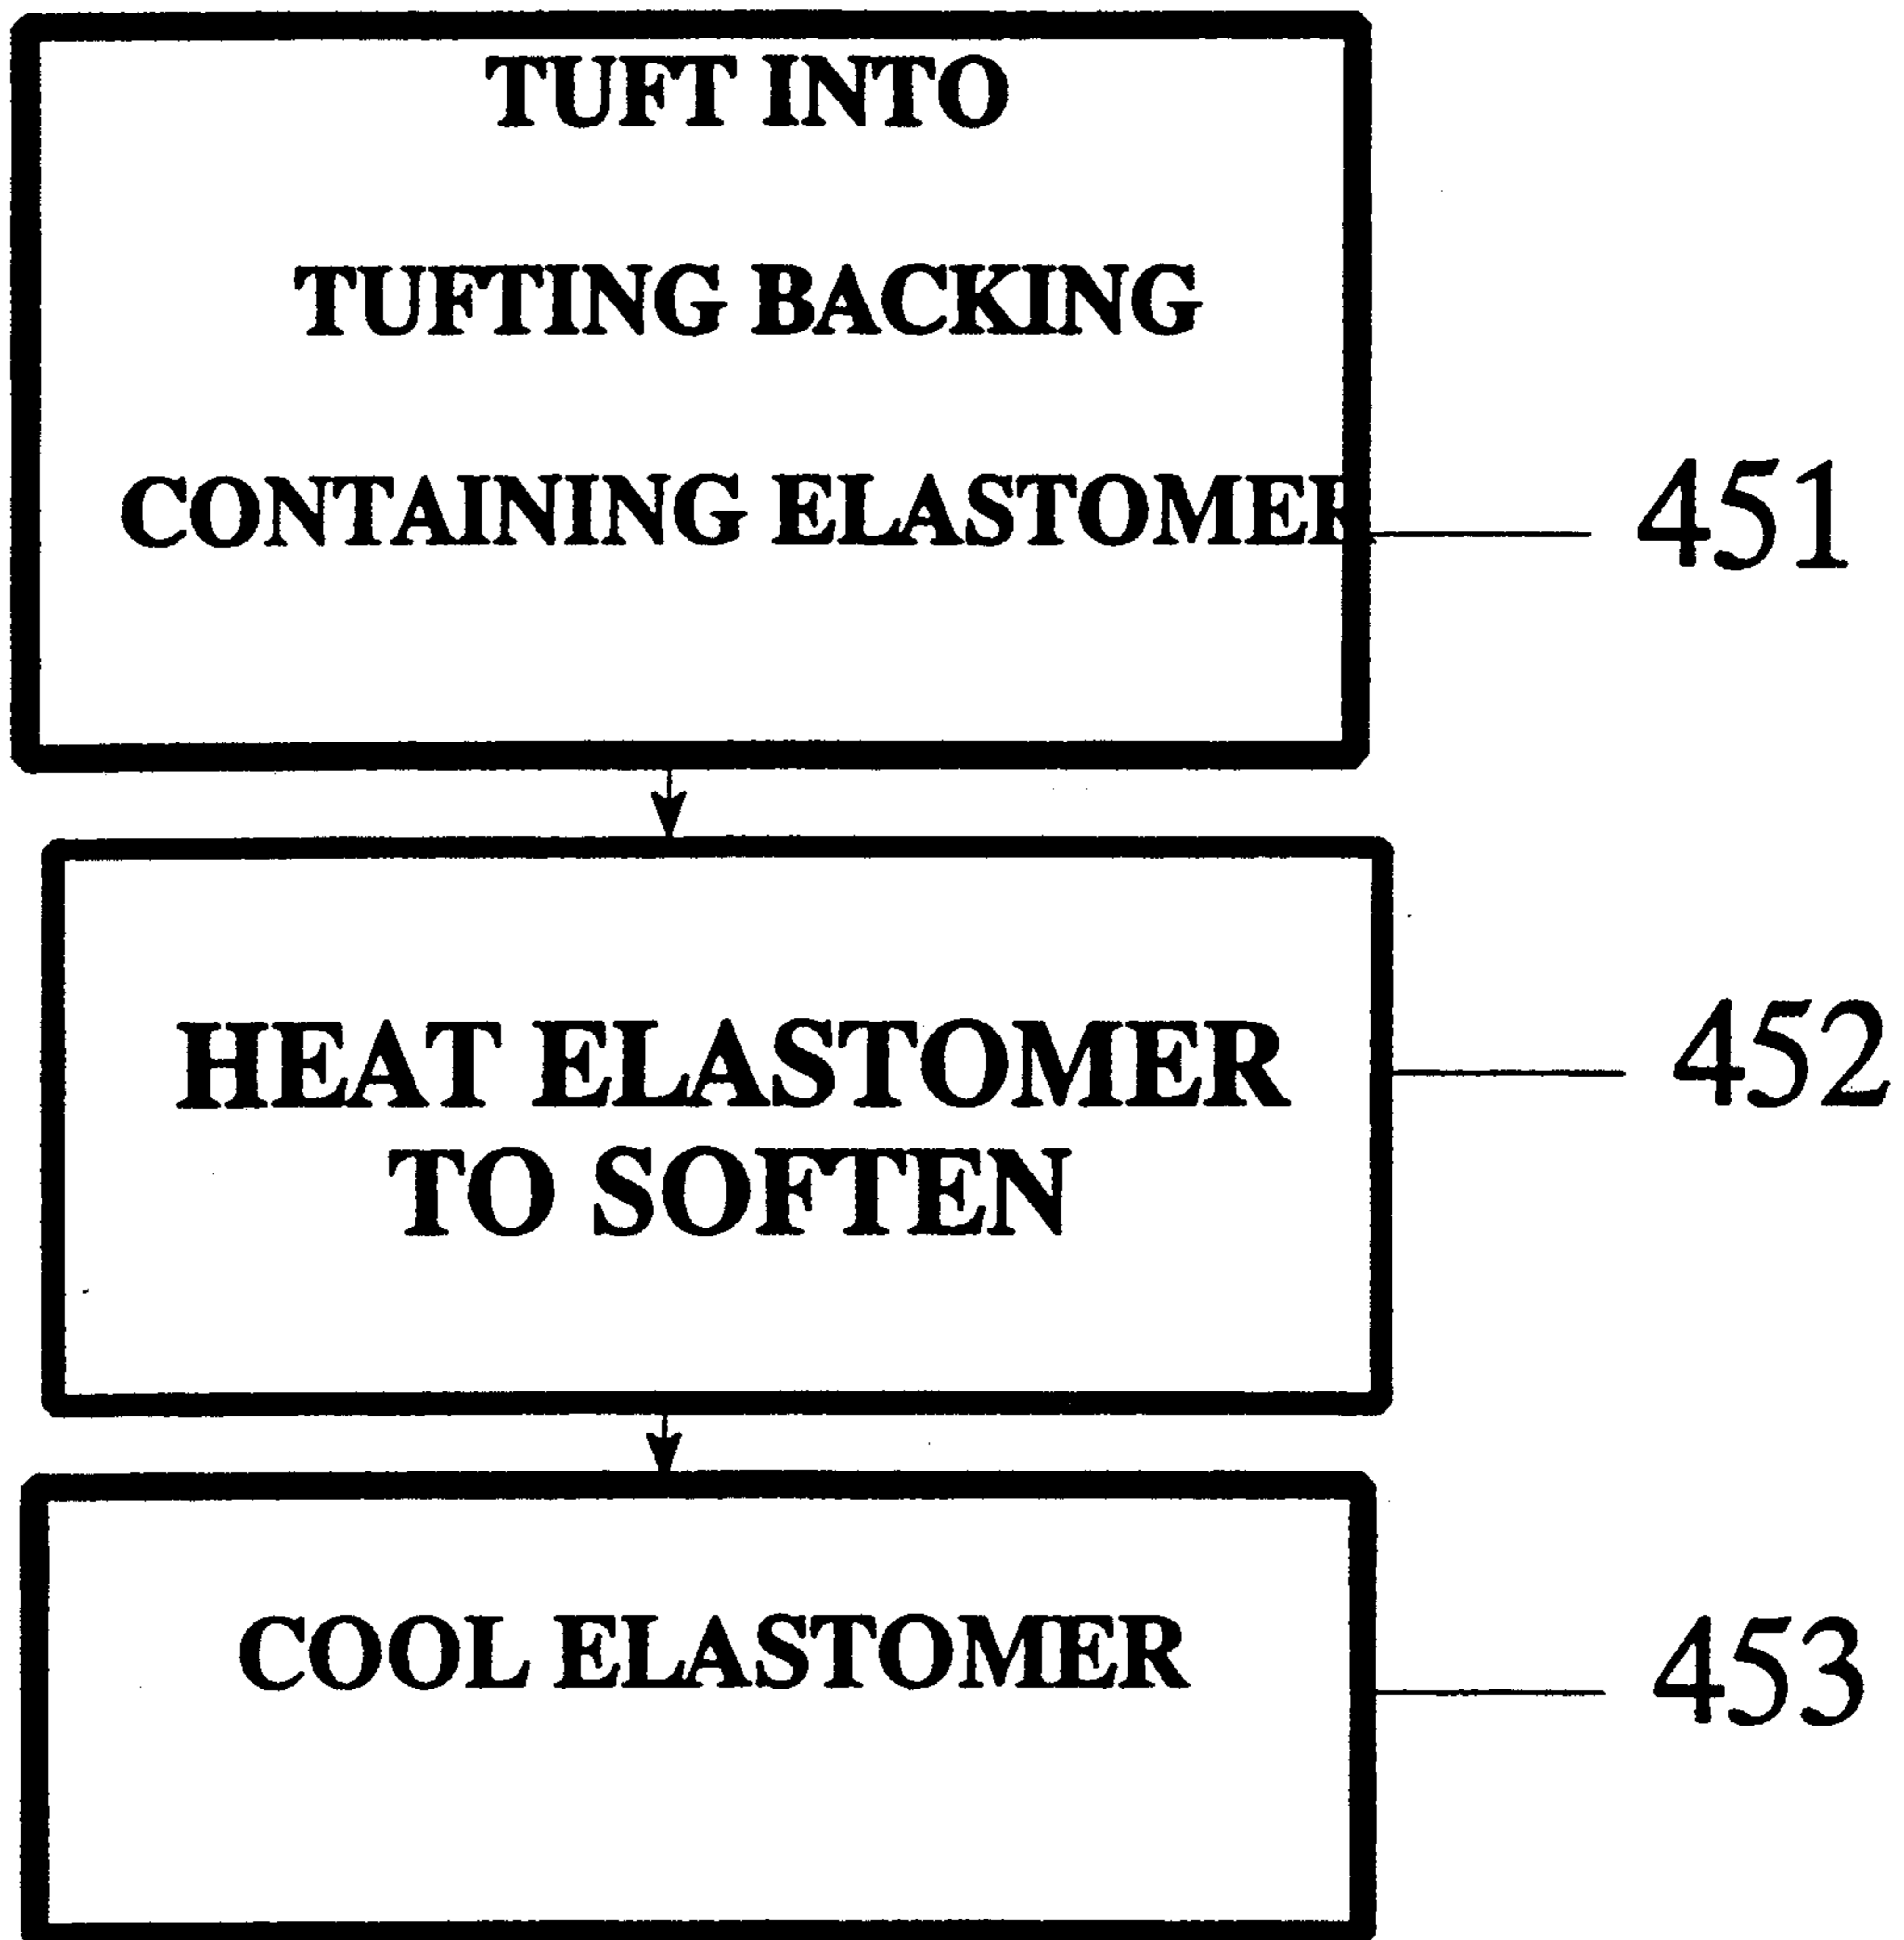 TUFT INTO
TUFTING BACKING
CONTAINING ELASTOMER
451
HEAT ELASTOMER
TO SOFTEN
452
COOL ELASTOMER
453